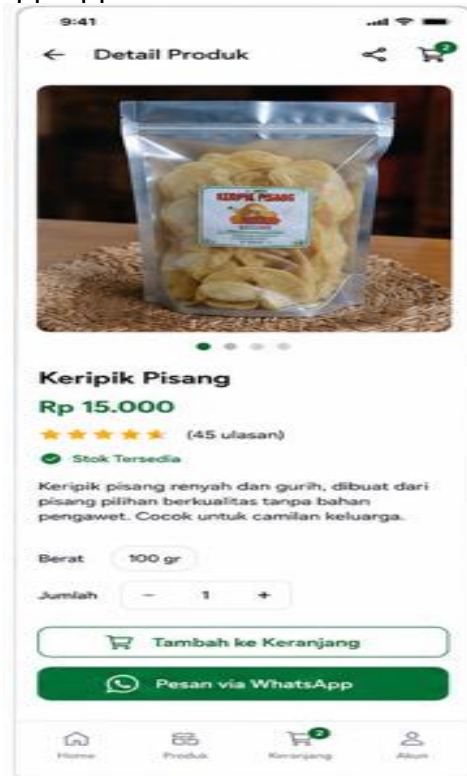 9:41
Detail Produk
2
KERIPIK PISANG
Keripik Pisang
Rp 15.000
(45 ulasan)
Stok Tersedia
Keripik pisang renyah dan gurih, dibuat dari
pisang pilihan berkualitas tanpa bahan
pengawet. Cocok untuk camilan keluarga.
Berat 100 gr
Jumlah - 1 +
Tambah ke Keranjang
Pesan via WhatsApp
2
Home Produk Keranjang Akun